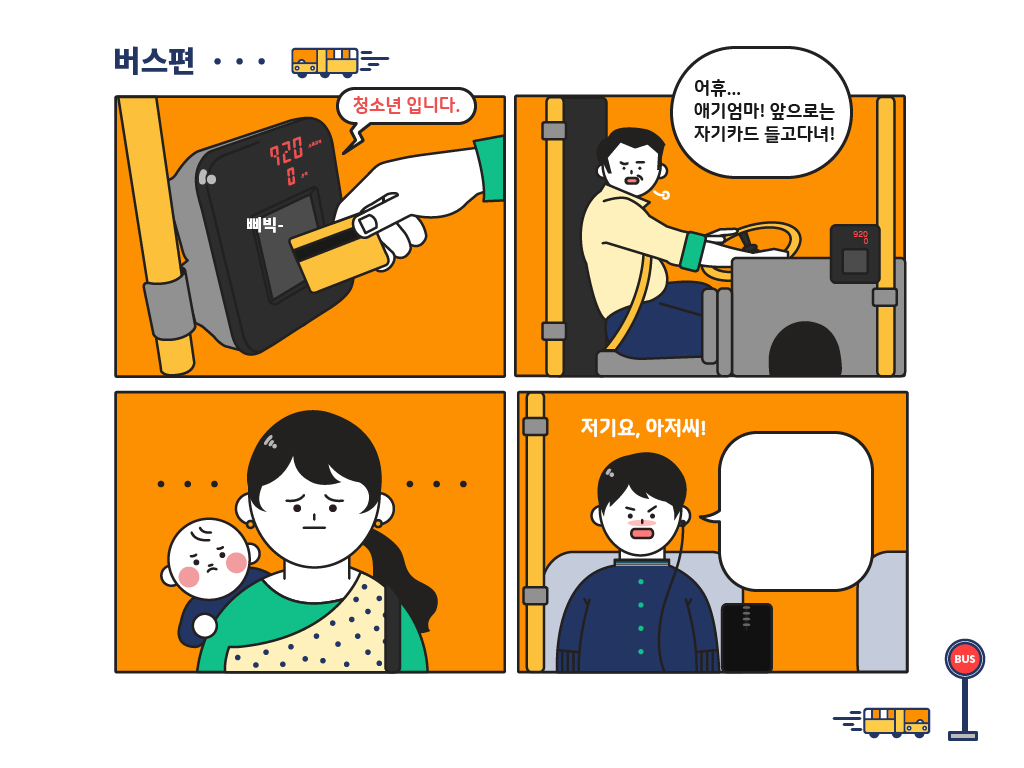 버스편 • • •
청소년 입니다.
920
0
삐빅-
어휴...
애기엄마! 앞으로는
자기카드 들고다녀!
920
0
• • •
• • •
저기요, 아저씨!
BUS